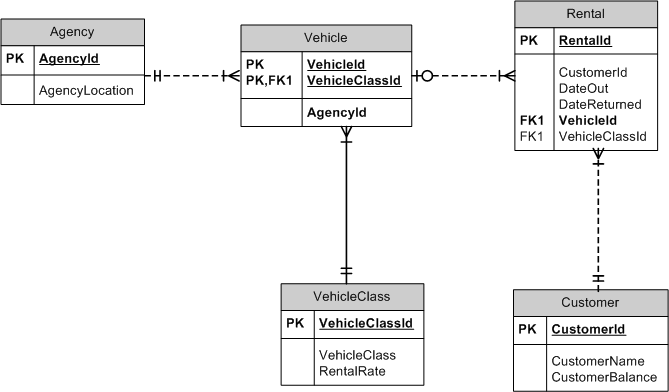 Agency
PK AgencyId
AgencyLocation
Vehicle
PK VehicleId
PK,FK1 VehicleClassId
AgencyId
Rental
PK RentalId
CustomerId
DateOut
DateReturned
FK1 VehicleId
FK1 VehicleClassId
VehicleClass
PK VehicleClassId
VehicleClass
RentalRate
Customer
PK CustomerId
CustomerName
CustomerBalance